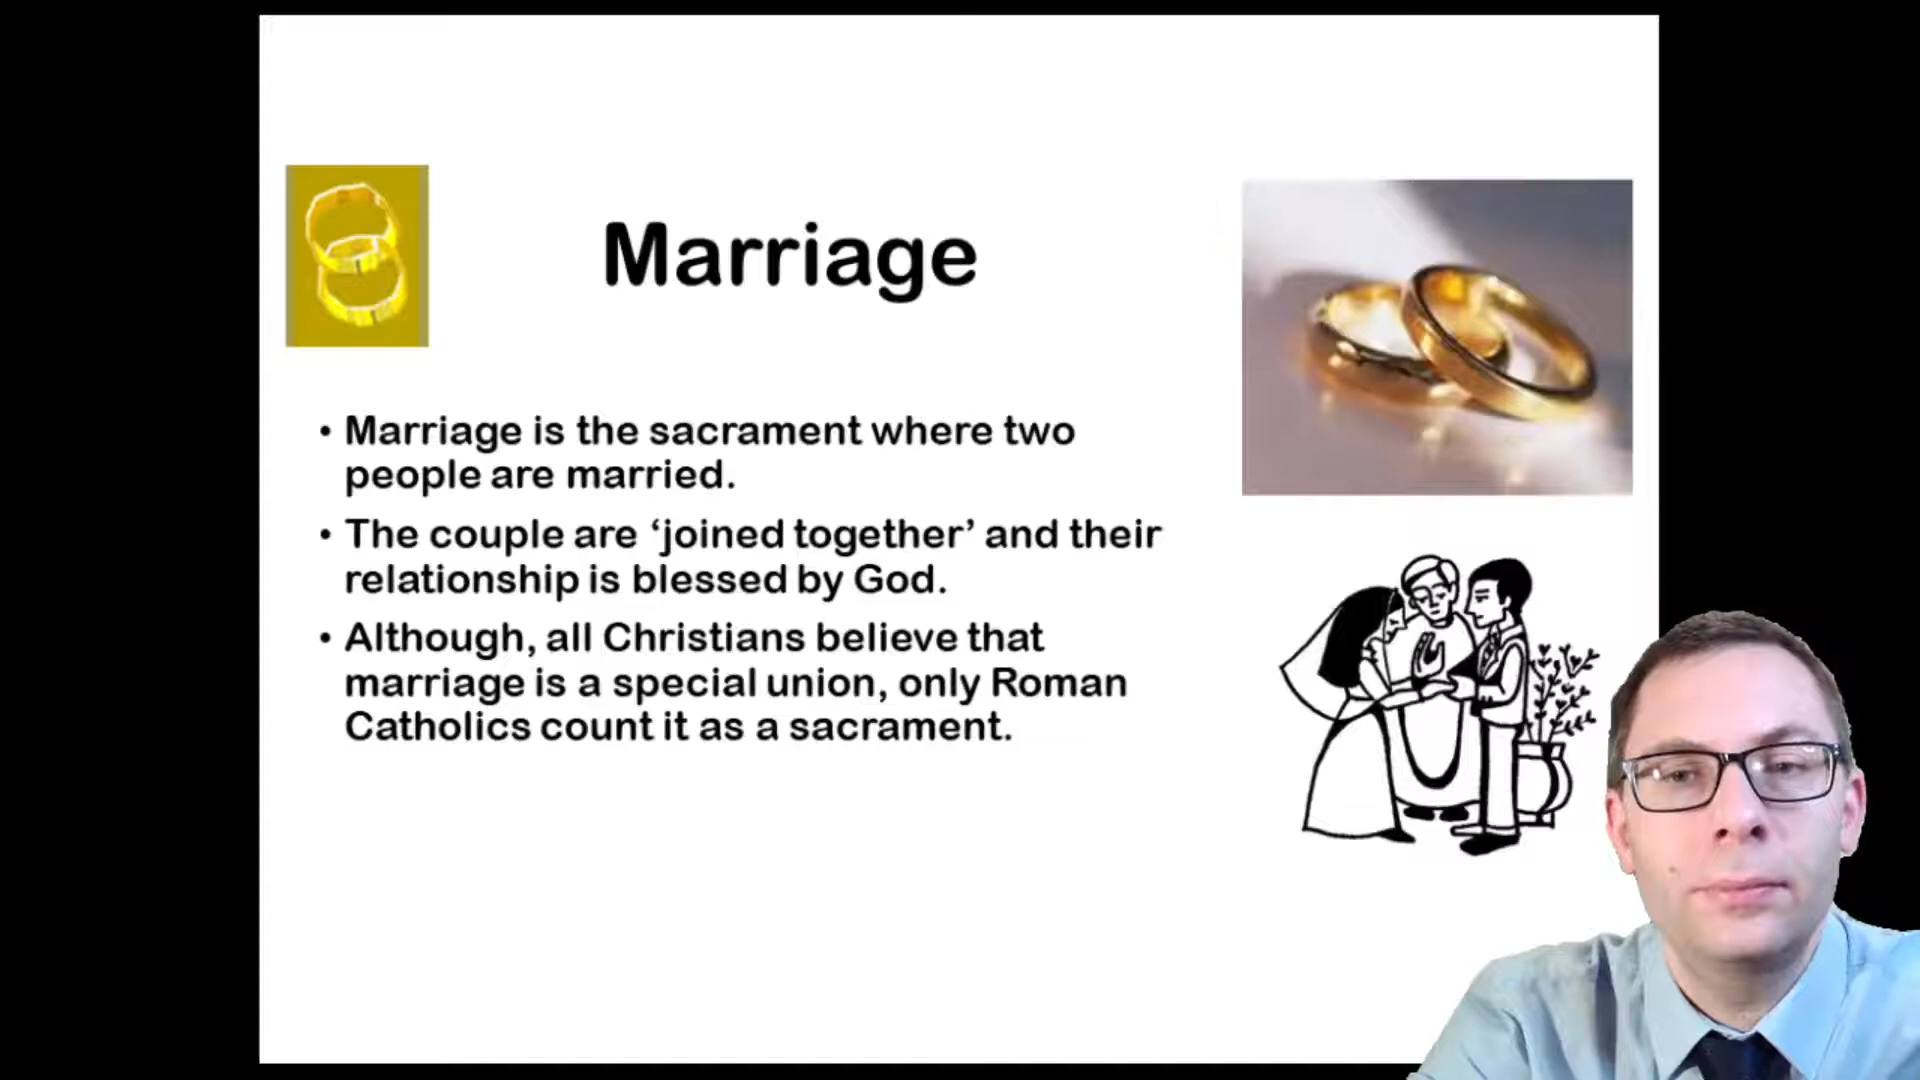 Marriage
• Marriage is the sacrament where two
people are married.
• The couple are ‘joined together’ and their
relationship is blessed by God.
• Although, all Christians believe that
marriage is a special union, only Roman
Catholics count it as a sacrament.